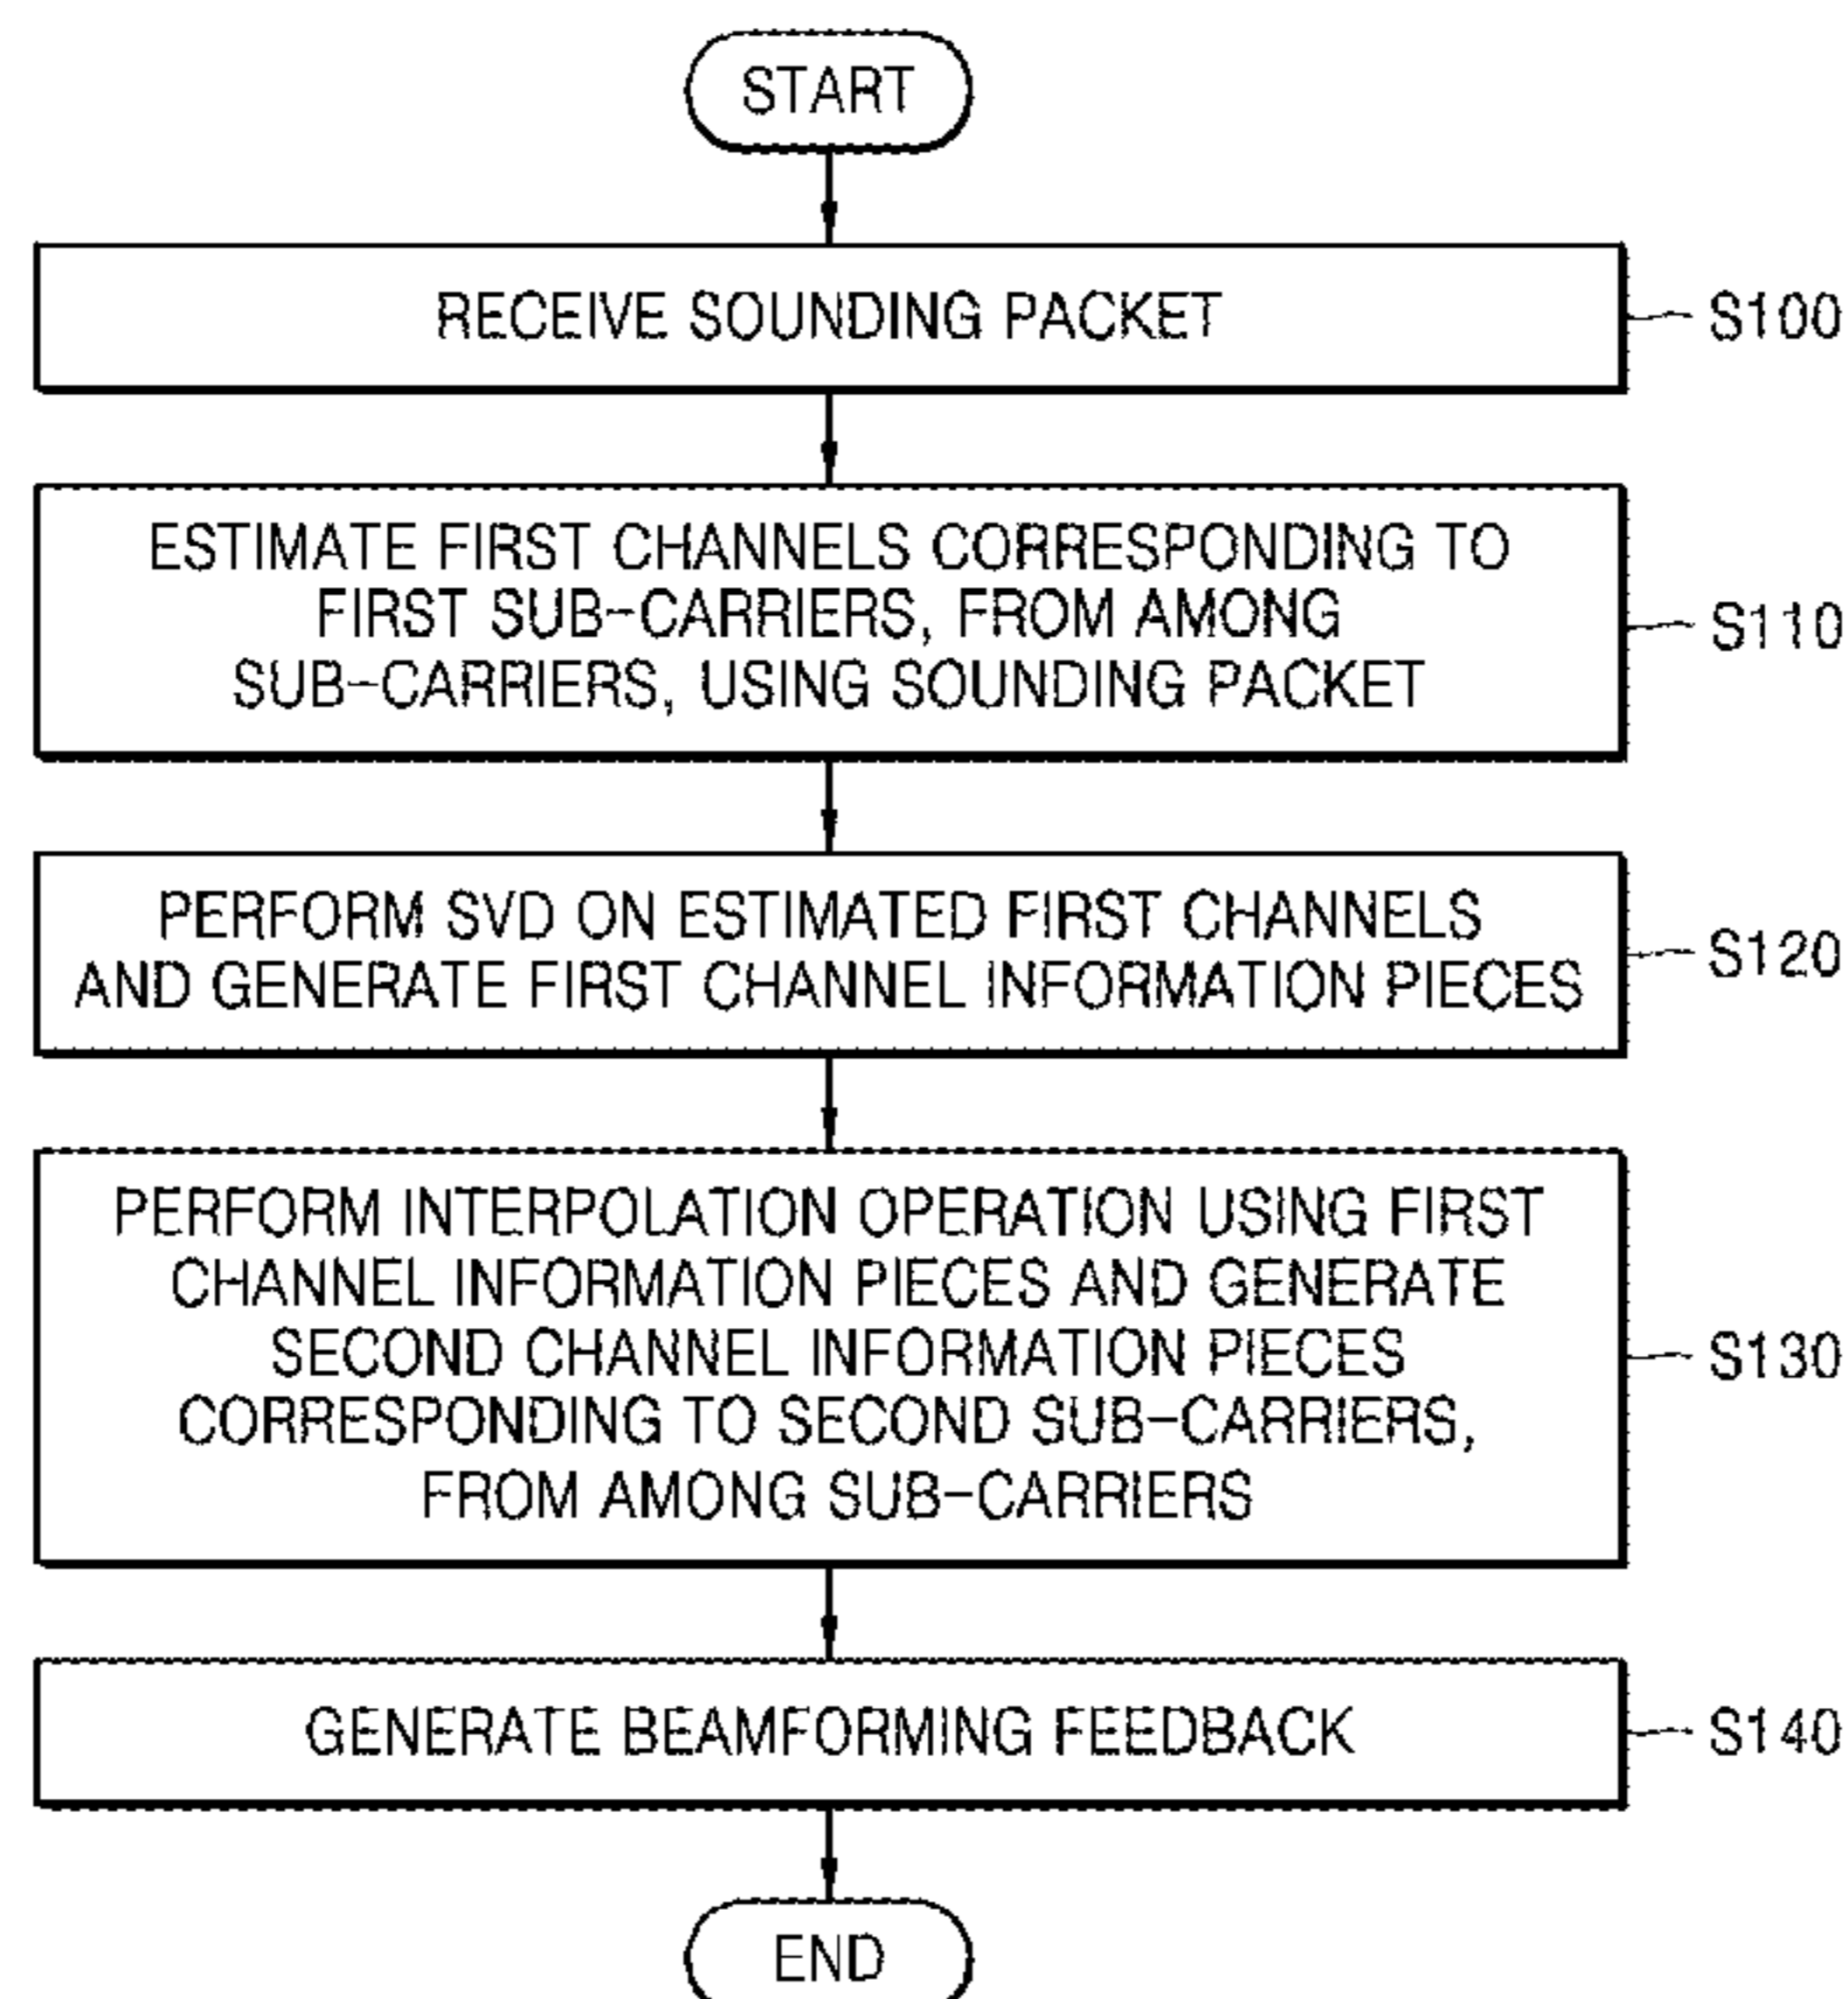 START
RECEIVE SOUNDING PACKET
S100
ESTIMATE FIRST CHANNELS CORRESPONDING TO
FIRST SUB-CARRIERS, FROM AMONG
SUB-CARRIERS, USING SOUNDING PACKET
S110
PERFORM SVD ON ESTIMATED FIRST CHANNELS
AND GENERATE FIRST CHANNEL INFORMATION PIECES
S120
PERFORM INTERPOLATION OPERATION USING FIRST
CHANNEL INFORMATION PIECES AND GENERATE
SECOND CHANNEL INFORMATION PIECES
CORRESPONDING TO SECOND SUB-CARRIERS,
FROM AMONG SUB-CARRIERS
S130
GENERATE BEAMFORMING FEEDBACK
S140
END